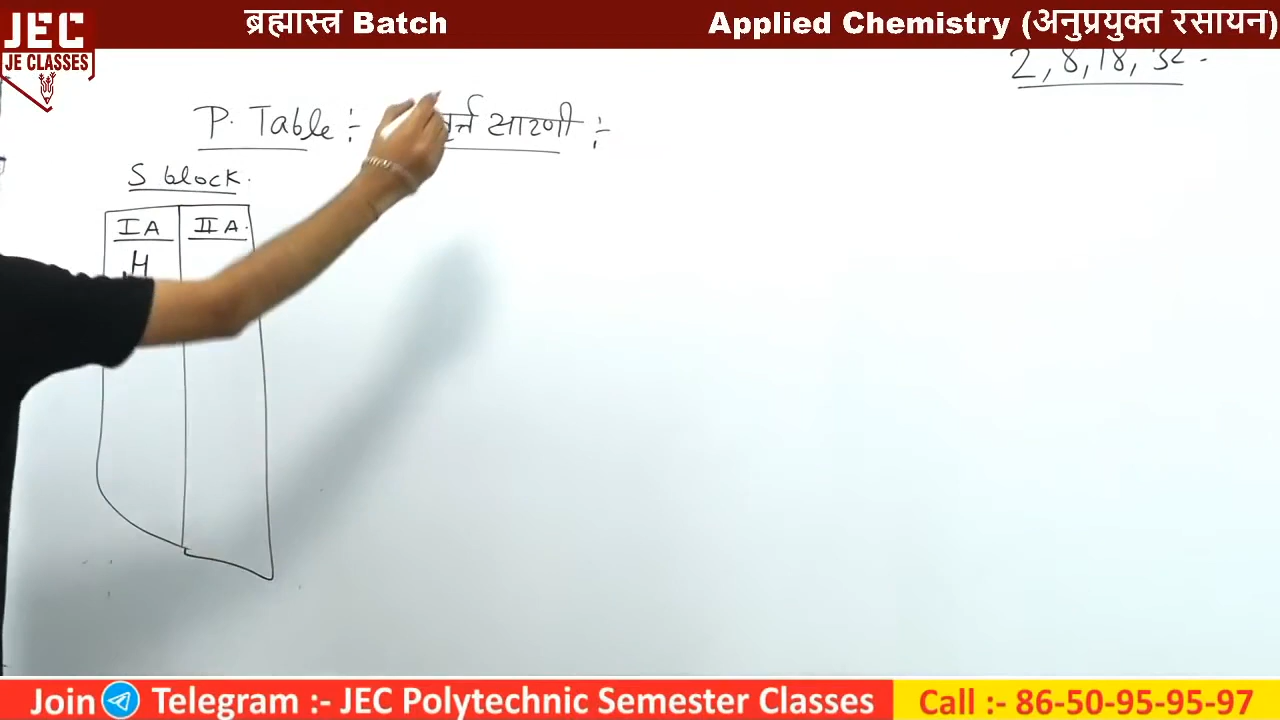 JEC
JE CLASSES
ब्रह्मास्त्र Batch
Applied Chemistry (अनुप्रयुक्त रसायन)
2, 8, 18, 32 -
P. Table :- सारणी :-
S block.
IA IIA.
H
Join Telegram :- JEC Polytechnic Semester Classes
Call :- 86-50-95-95-97